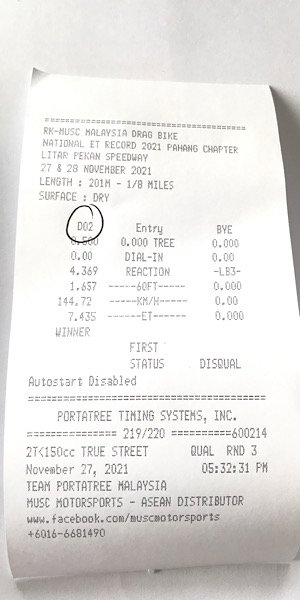 ==========================================
RK-MUSC MALAYSIA DRAG BIKE
NATIONAL ET RECORD 2021 PAHANG CHAPTER
LITAR PEKAN SPEEDWAY
27 & 28 NOVEMBER 2021
LENGTH : 201M - 1/8 MILES
SURFACE : DRY
D02 Entry BYE
0.500 0.000 TREE 0.000
0.00 DIAL-IN 0.00
4.369 REACTION -LB3-
1.657 -----60FT----- 0.000
144.72 ------KM/H----- 0.00
7.435 ------ET------ 0.000
WINNER
FIRST
STATUS DISQUAL
Autostart Disabled
==========================================
PORTATREE TIMING SYSTEMS, INC.
============== 219/220 ==========600214
2T<150cc TRUE STREET QUAL RND 3
November 27, 2021 05:32:31 PM
TEAM PORTATREE MALAYSIA
MUSC MOTORSPORTS - ASEAN DISTRIBUTOR
www.facebook.com/muscmotorsports
+6016-6681490